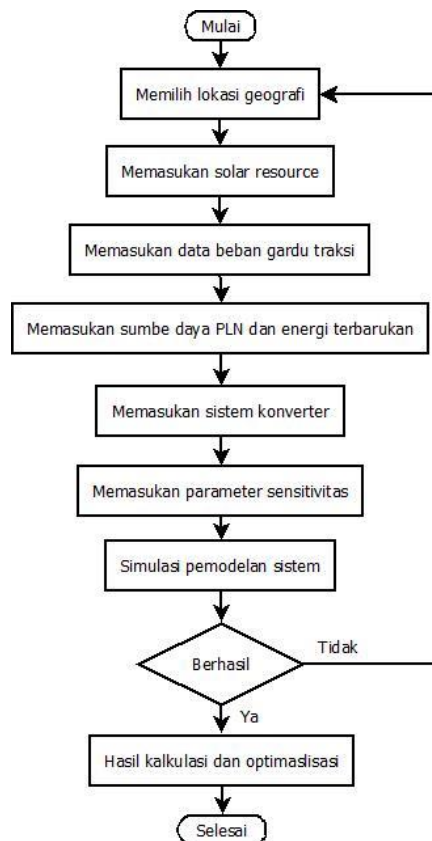 Mulai
Memilih lokasi geografi
Memasukan solar resource
Memasukan data beban gardu traksi
Memasukan sumbe daya PLN dan energi terbarukan
Memasukan sistem konverter
Memasukan parameter sensitivitas
Simulasi pemodelan sistem
Berhasil
Tidak
Ya
Hasil kalkulasi dan optimaslisasi
Selesai